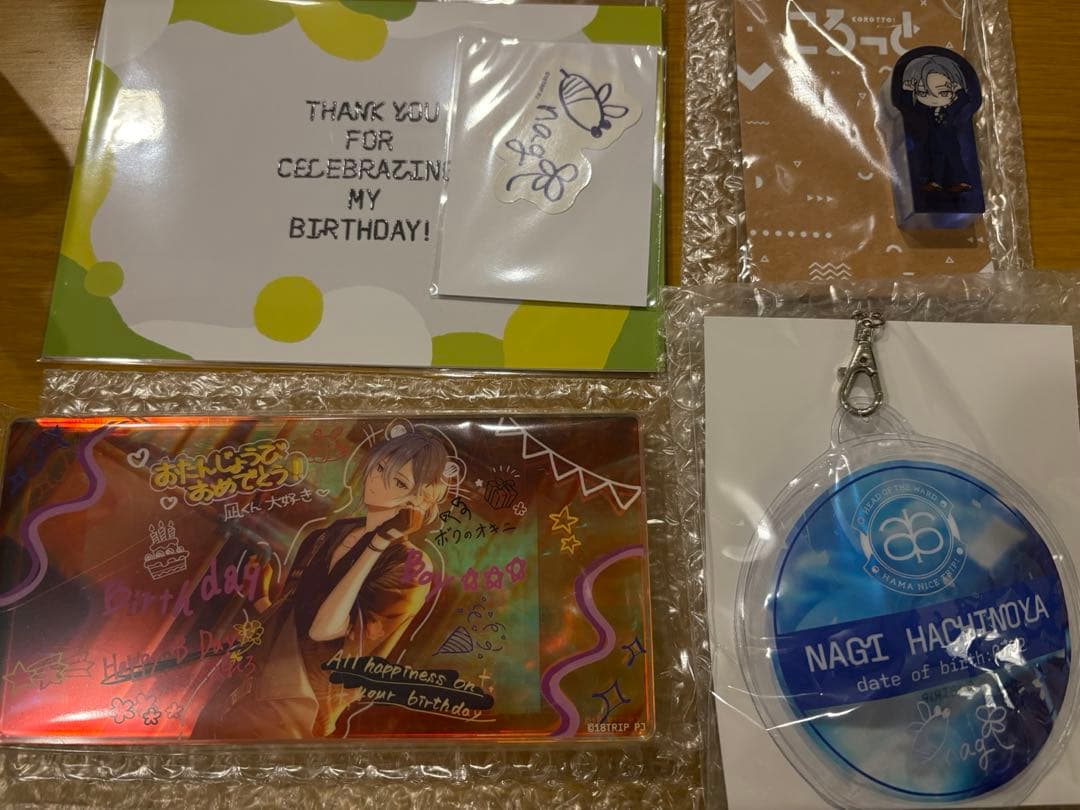 THANK YOU
FOR
CELEBRATING
MY
BIRTHDAY!
nagi
KOROTTO!
ころっと
おたんじょうび
おめでとう!
凪くん 大好き
ボクのオキニ
Birthday
Boy
Happy B Day
All happiness on
your birthday
©18TRIP PJ
HEAD OF THE WARD
HAMA NICE TRIP!
NAGI HACHINOYA
date of birth:
nagi